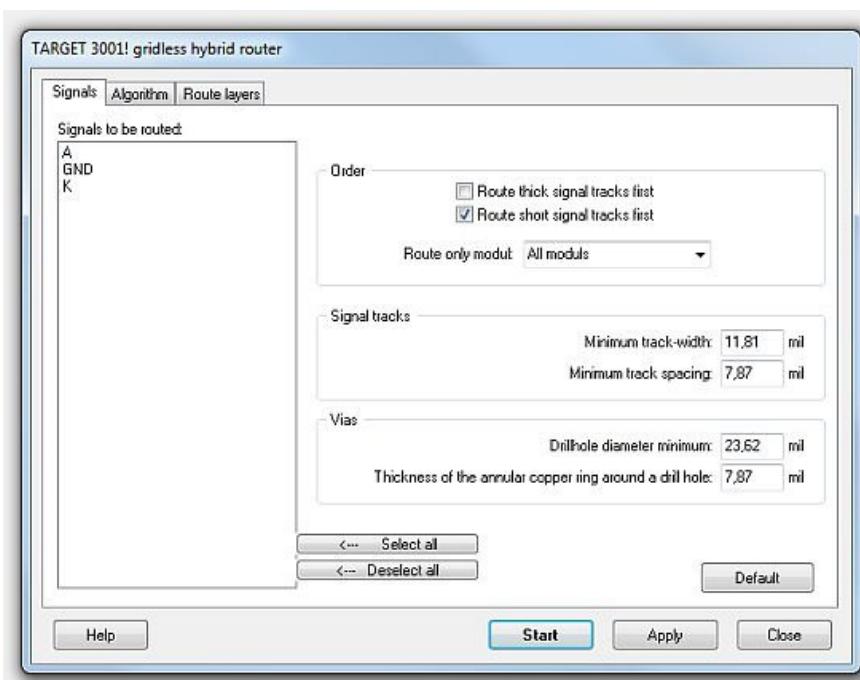 TARGET 3001! gridless hybrid router
Signals Algorithm Route layers
Signals to be routed:
A
GND
K
Order
Route thick signal tracks first
Route short signal tracks first
Route only modul: All moduls
Signal tracks
Minimum track-width: 11,81 mil
Minimum track spacing: 7,87 mil
Vias
Drillhole diameter minimum: 23,62 mil
Thickness of the annular copper ring around a drill hole: 7,87 mil
<--- Select all
<--- Deselect all
Default
Help Start Apply Close